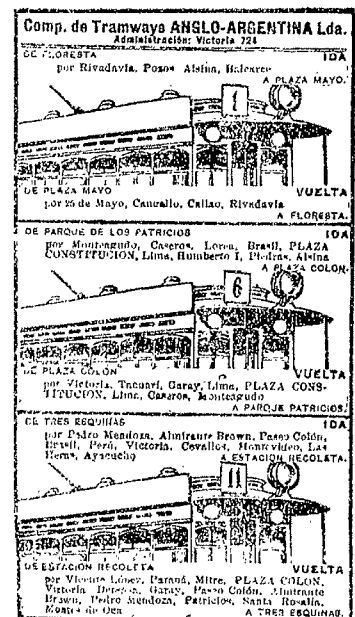 Comp. de Tramways ANGLO-ARGENTINA Lda.
Administración: Victoria 724
DE FLORESTA IDA
por Rivadavia, Pozos Alsina, Balcarce
A PLAZA MAYO.
1
DE PLAZA MAYO VUELTA
por 25 de Mayo, Cangallo, Callao, Rivadavia
A FLORESTA.
DE PARQUE DE LOS PATRICIOS IDA
por Monteagudo, Caseros, Lorea, Brasil, PLAZA
CONSTITUCION, Lima, Humberto I, Piedras, Alsina
A PLAZA COLON.
6
DE PLAZA COLÓN VUELTA
por Victoria, Tacuarí, Garay, Lima, PLAZA CONS-
TITUCION, Lima, Caseros, Monteagudo
A PARQUE PATRICIOS.
DE TRES ESQUINAS IDA
por Pedro Mendoza, Almirante Brown, Paseo Colón,
Brasil, Perú, Victoria, Cevallos, Montevideo, Las
Heras, Ayacucho
A ESTACIÓN RECOLETA.
11
DE ESTACIÓN RECOLETA VUELTA
por Vicente López, Paraná, Mitre, PLAZA COLON,
Victoria, Defensa, Garay, Paseo Colón, Almirante
Brown, Pedro Mendoza, Patricios, Santa Rosalía,
Montes de Oca
A TRES ESQUINAS.